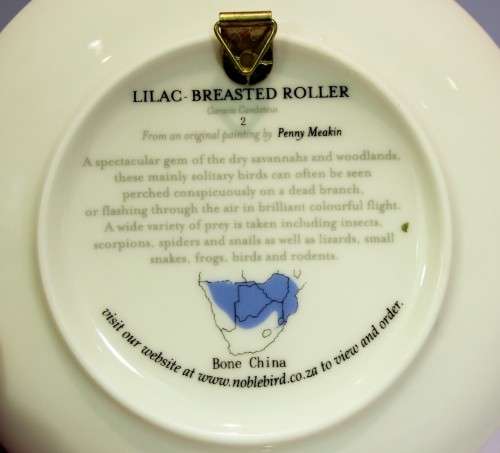 LILAC-BREASTED ROLLER
Coracias Caudatus
2
From an original painting by Penny Meakin
A spectacular gem of the dry savannahs and woodlands,
these mainly solitary birds can often be seen
perched conspicuously on a dead branch,
or flashing through the air in brilliant colourful flight.
A wide variety of prey is taken including insects,
scorpions, spiders and snails as well as lizards, small
snakes, frogs, birds and rodents.
Bone China
visit our website at www.noblebird.co.za to view and order.